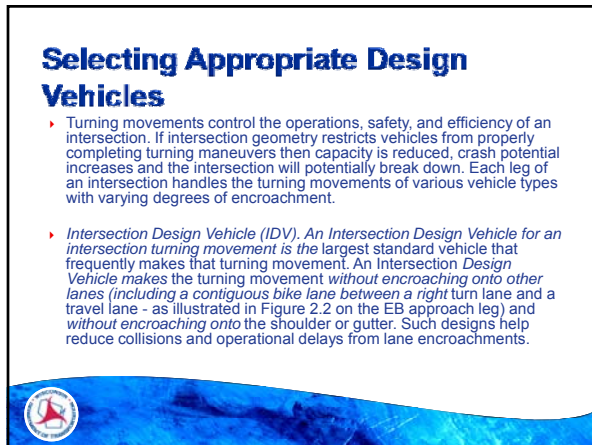 Selecting Appropriate Design
Vehicles
Turning movements control the operations, safety, and efficiency of an
intersection. If intersection geometry restricts vehicles from properly
completing turning maneuvers then capacity is reduced, crash potential
increases and the intersection will potentially break down. Each leg of
an intersection handles the turning movements of various vehicle types
with varying degrees of encroachment.
Intersection Design Vehicle (IDV). An Intersection Design Vehicle for an
intersection turning movement is the largest standard vehicle that
frequently makes that turning movement. An Intersection Design
Vehicle makes the turning movement without encroaching onto other
lanes (including a contiguous bike lane between a right turn lane and a
travel lane - as illustrated in Figure 2.2 on the EB approach leg) and
without encroaching onto the shoulder or gutter. Such designs help
reduce collisions and operational delays from lane encroachments.
WISCONSIN